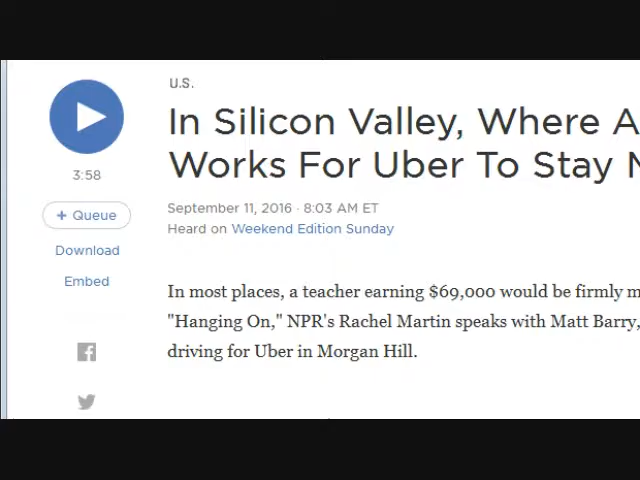 U.S.
In Silicon Valley, Where A
Works For Uber To Stay
3:58
September 11, 2016 · 8:03 AM ET
+ Queue
Heard on Weekend Edition Sunday
Download
Embed
In most places, a teacher earning $69,000 would be firmly
"Hanging On," NPR's Rachel Martin speaks with Matt Barry,
driving for Uber in Morgan Hill.